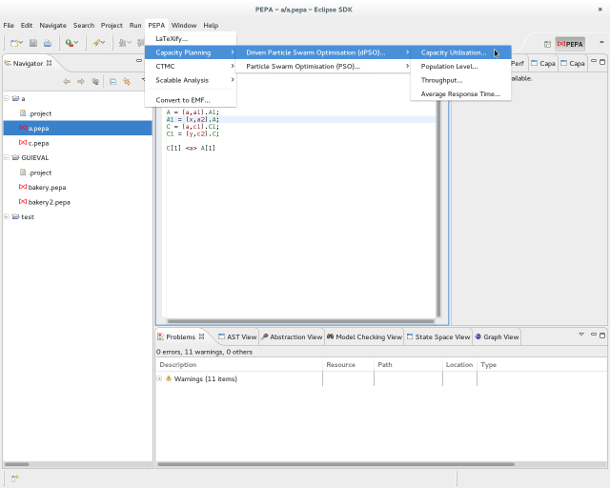 PEPA – a/a.pepa – Eclipse SDK
File Edit Navigate Search Project Run PEPA Window Help
LaTeXify...
Capacity Planning
CTMC
Scalable Analysis
Convert to EMF...
Driven Particle Swarm Optimisation (dPSO)...
Particle Swarm Optimisation (PSO)...
Capacity Utilisation...
Population Level...
Throughput...
Average Response Time...
PEPA
Navigator
Perf Capa Capa
ailable.
a
.project
a.pepa
c.pepa
GUIEVAL
.project
bakery.pepa
bakery2.pepa
test
A = (a,a1).A1;
A1 = (x,a2).A;
C = (a,c1).C1;
C1 = (y,c2).C;
C[1] <a> A[1]
Problems AST View Abstraction View Model Checking View State Space View Graph View
0 errors, 11 warnings, 0 others
Description Resource Path Location Type
Warnings (11 items)